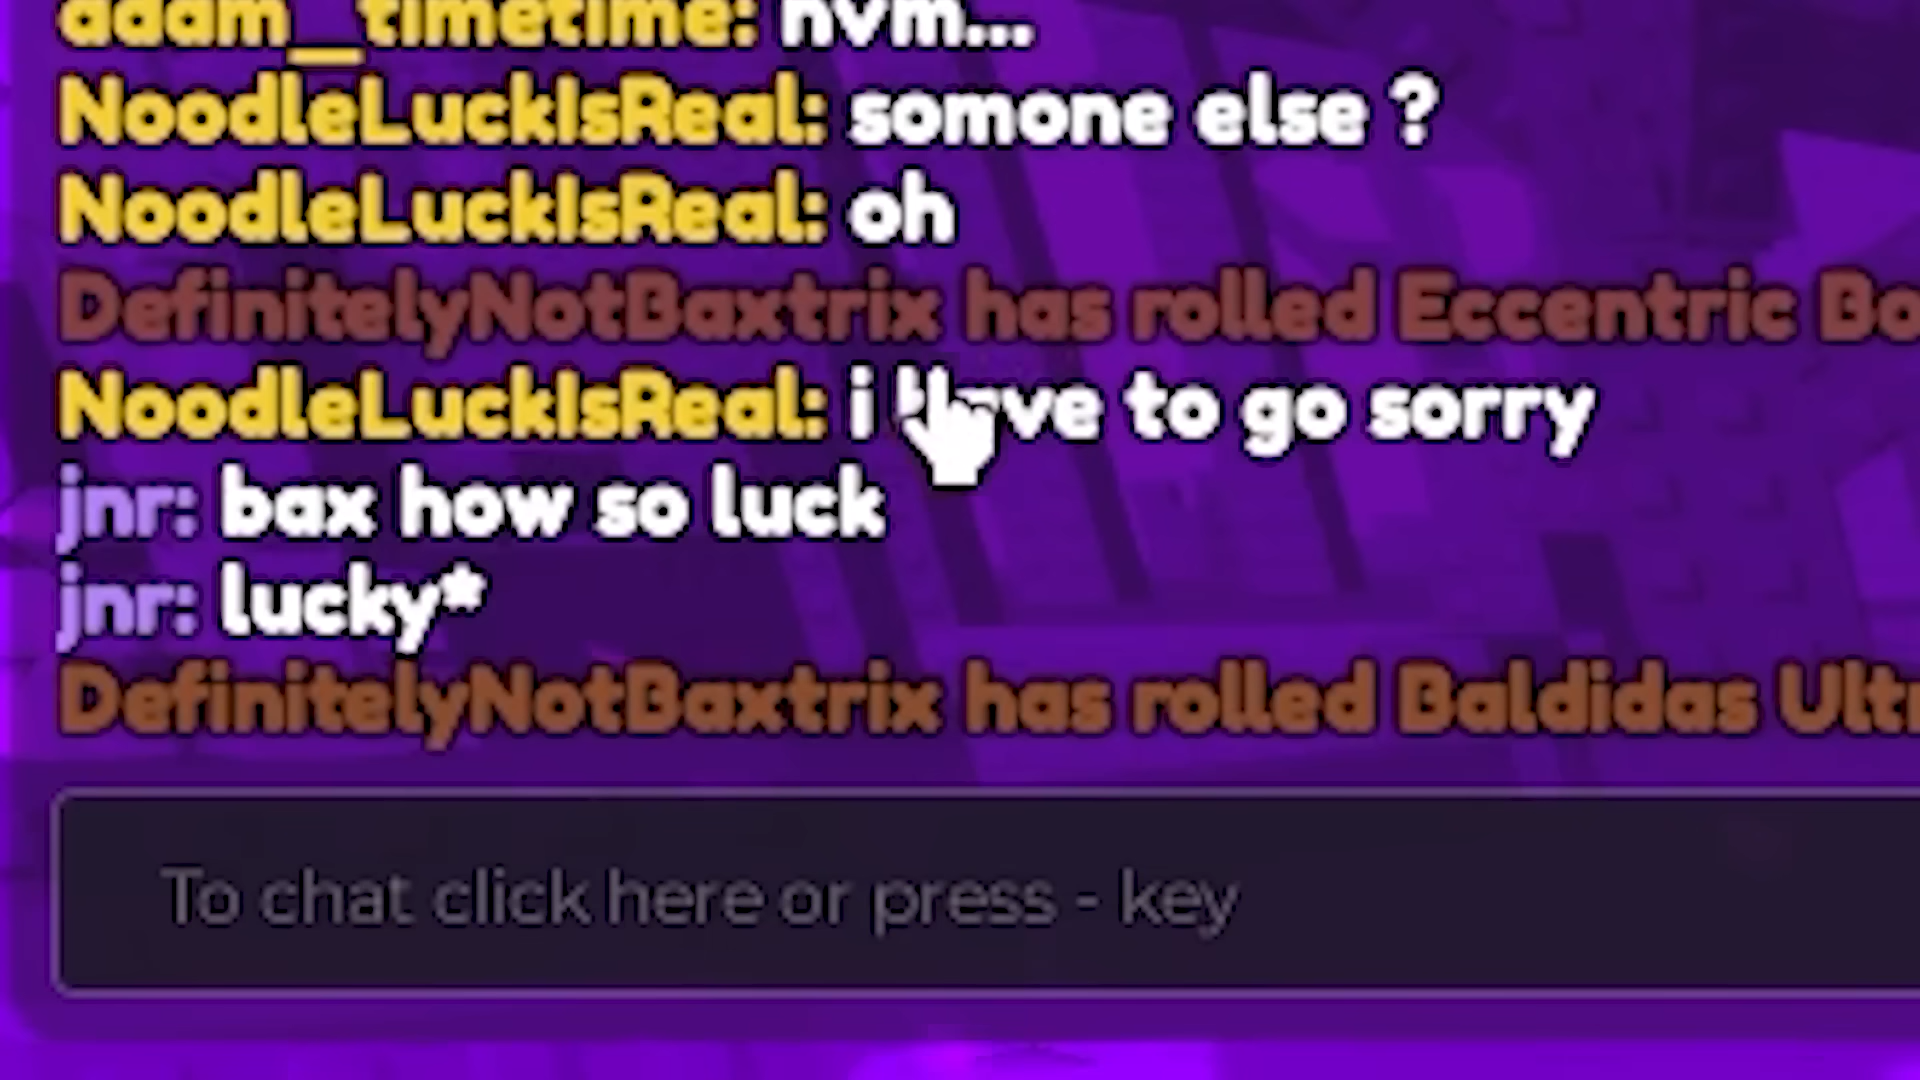 adam_timetime: nvm...
NoodleLuckIsReal: somone else ?
NoodleLuckIsReal: oh
DefinitelyNotBaxtrix has rolled Eccentric
NoodleLuckIsReal: i have to go sorry
jnr: bax how so luck
jnr: lucky*
DefinitelyNotBaxtrix has rolled Baldidas
To chat click here or press - key